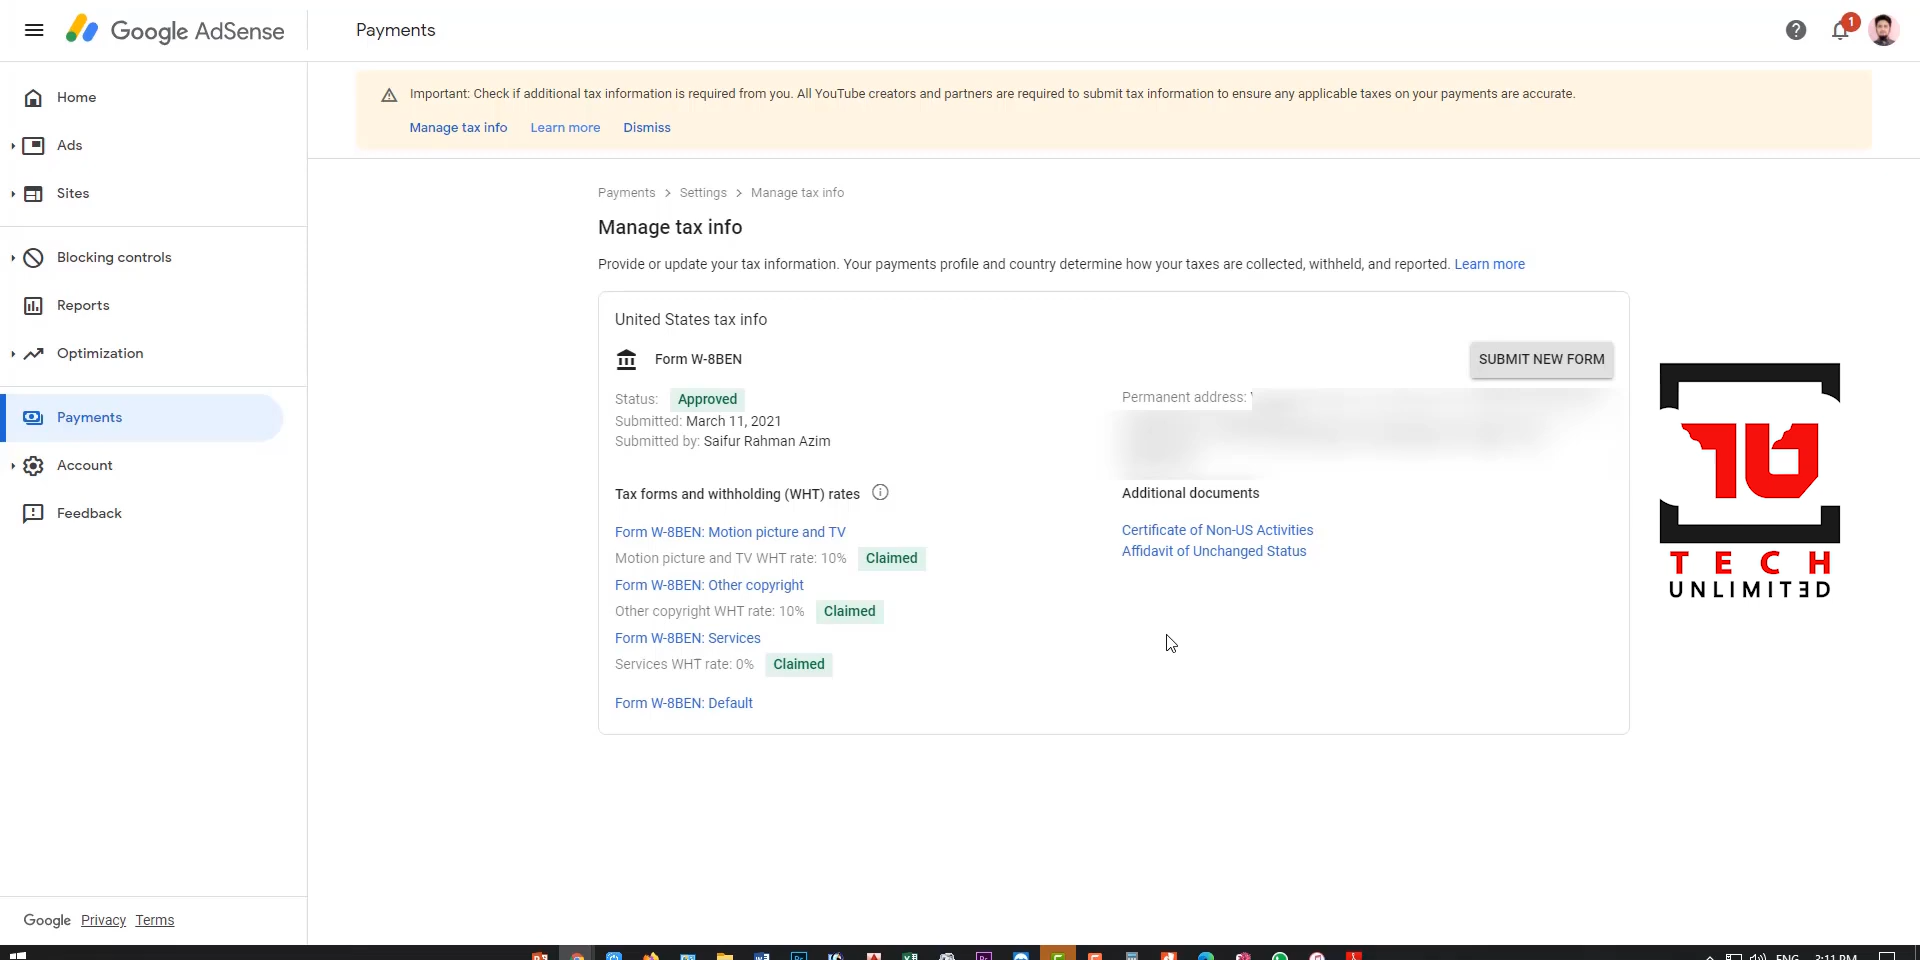 Google AdSense
Payments
1
Home
Ads
Sites
Blocking controls
Reports
Optimization
Payments
Account
Feedback
Google Privacy Terms
Important: Check if additional tax information is required from you. All YouTube creators and partners are required to submit tax information to ensure any applicable taxes on your payments are accurate.
Manage tax info Learn more Dismiss
Payments > Settings > Manage tax info
Manage tax info
Provide or update your tax information. Your payments profile and country determine how your taxes are collected, withheld, and reported. Learn more
United States tax info
Form W-8BEN
SUBMIT NEW FORM
Status: Approved
Submitted: March 11, 2021
Submitted by: Saifur Rahman Azim
Permanent address:
Tax forms and withholding (WHT) rates
Form W-8BEN: Motion picture and TV
Motion picture and TV WHT rate: 10% Claimed
Form W-8BEN: Other copyright
Other copyright WHT rate: 10% Claimed
Form W-8BEN: Services
Services WHT rate: 0% Claimed
Form W-8BEN: Default
Additional documents
Certificate of Non-US Activities
Affidavit of Unchanged Status
TECH
UNLIMITED
ENG 3:11 PM